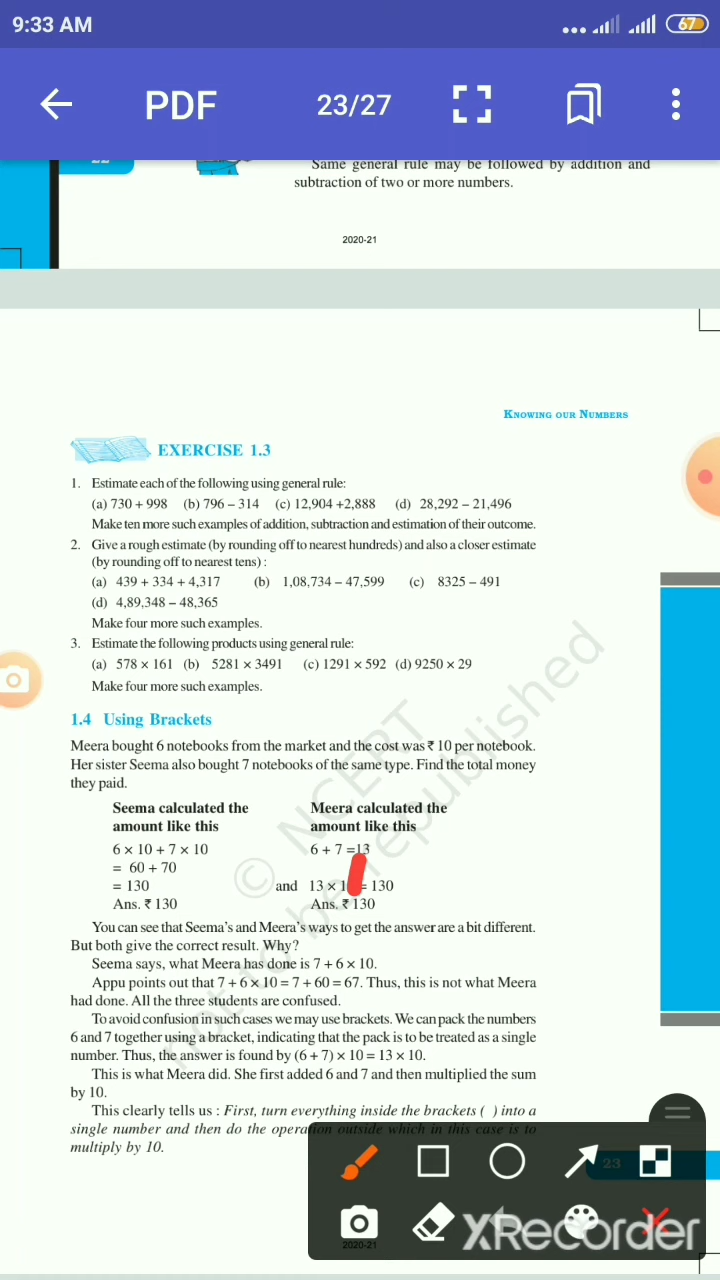 9:33 AM
67
PDF
23/27
22
Same general rule may be followed by addition and
subtraction of two or more numbers.
2020-21
KNOWING OUR NUMBERS
EXERCISE 1.3
1. Estimate each of the following using general rule:
(a) 730 + 998 (b) 796 – 314 (c) 12,904 +2,888 (d) 28,292 – 21,496
Make ten more such examples of addition, subtraction and estimation of their outcome.
2. Give a rough estimate (by rounding off to nearest hundreds) and also a closer estimate
(by rounding off to nearest tens) :
(a) 439 + 334 + 4,317 (b) 1,08,734 – 47,599 (c) 8325 – 491
(d) 4,89,348 – 48,365
Make four more such examples.
3. Estimate the following products using general rule:
(a) 578 × 161 (b) 5281 × 3491 (c) 1291 × 592 (d) 9250 × 29
Make four more such examples.
1.4 Using Brackets
Meera bought 6 notebooks from the market and the cost was ₹ 10 per notebook.
Her sister Seema also bought 7 notebooks of the same type. Find the total money
they paid.
Seema calculated the Meera calculated the
amount like this amount like this
6 × 10 + 7 × 10 6 + 7 =13
= 60 + 70
= 130 and 13 × 1 = 130
Ans. ₹ 130 Ans. ₹ 130
You can see that Seema's and Meera's ways to get the answer are a bit different.
But both give the correct result. Why?
Seema says, what Meera has done is 7 + 6 × 10.
Appu points out that 7 + 6 × 10 = 7 + 60 = 67. Thus, this is not what Meera
had done. All the three students are confused.
To avoid confusion in such cases we may use brackets. We can pack the numbers
6 and 7 together using a bracket, indicating that the pack is to be treated as a single
number. Thus, the answer is found by (6 + 7) × 10 = 13 × 10.
This is what Meera did. She first added 6 and 7 and then multiplied the sum
by 10.
This clearly tells us : First, turn everything inside the brackets ( ) into a
single number and then do the operation outside which in this case is to
multiply by 10.
© NCERT
not to be republished
23
2020-21
XRecorder